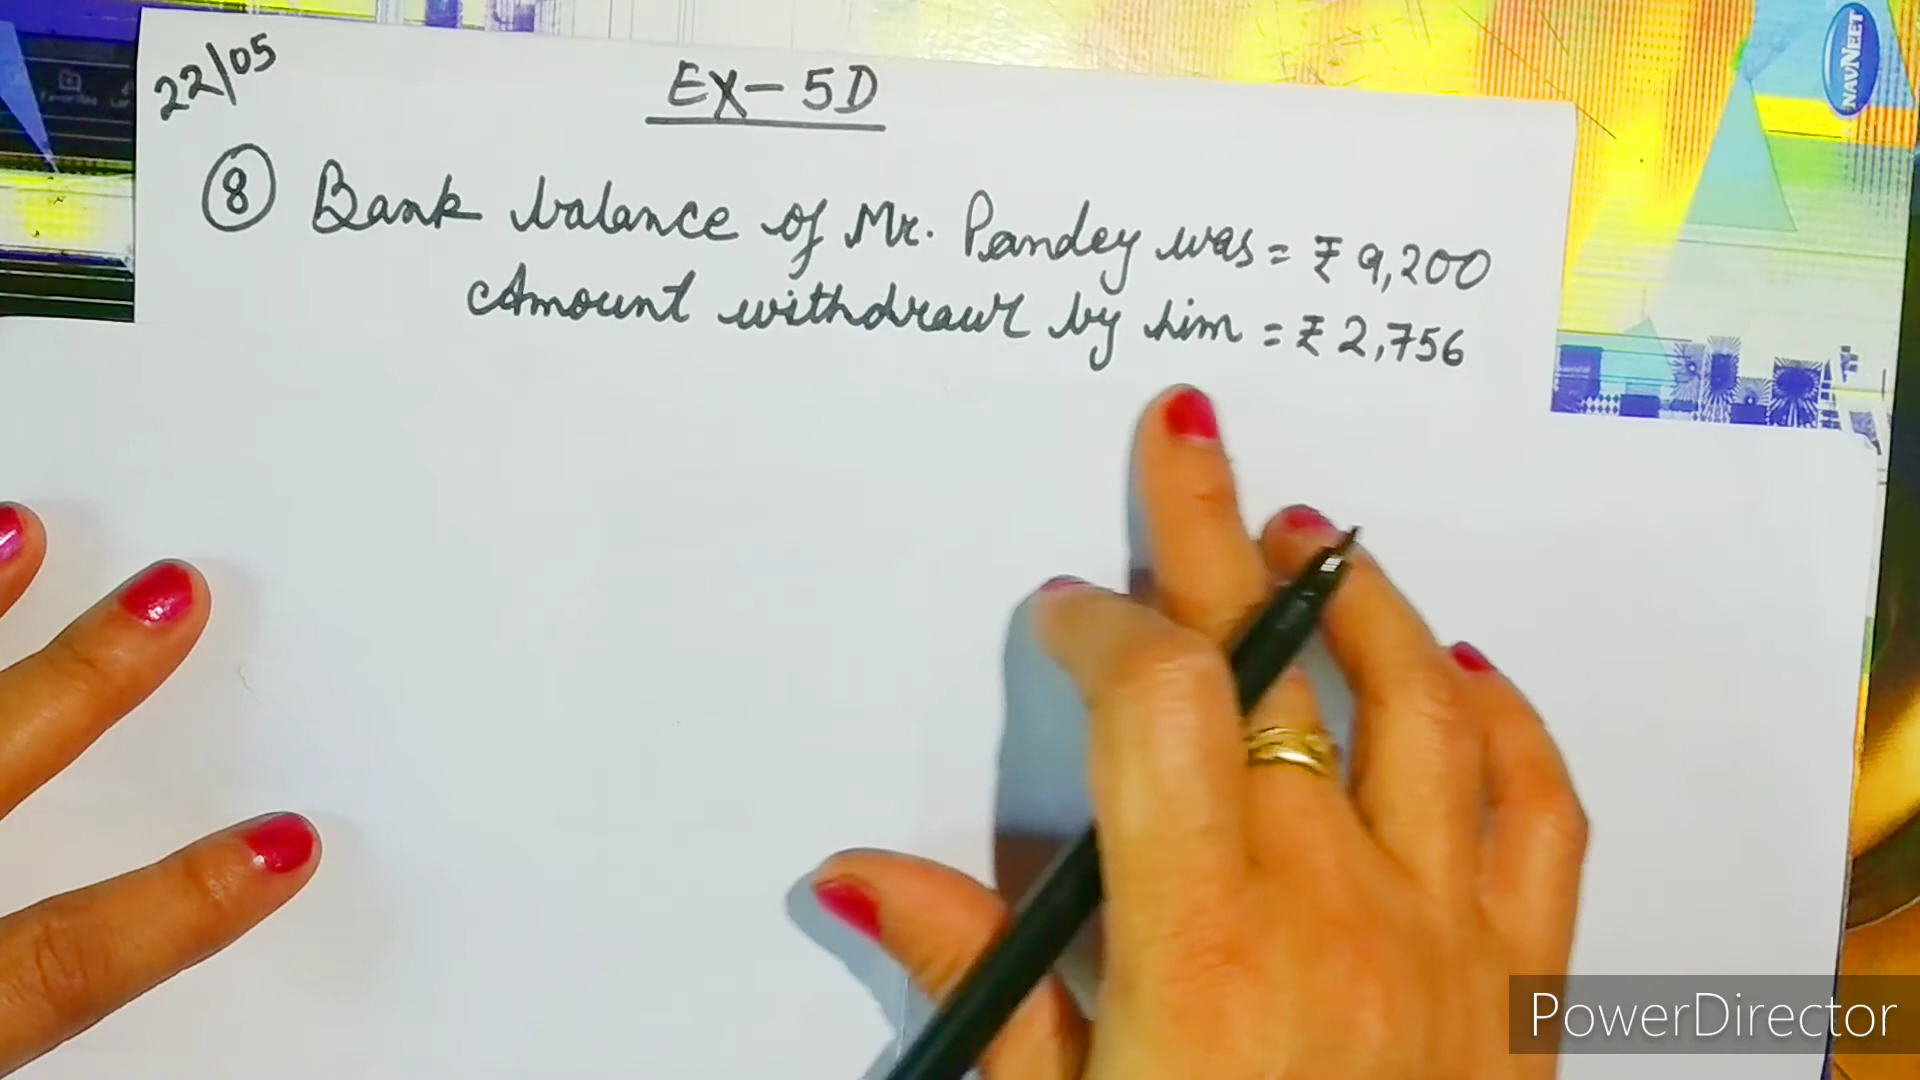 22/05
EX-5D
8 Bank balance of Mr. Pandey was = ₹ 9,200
Amount withdrawt by him = ₹ 2,756
NAVNEET
PowerDirector